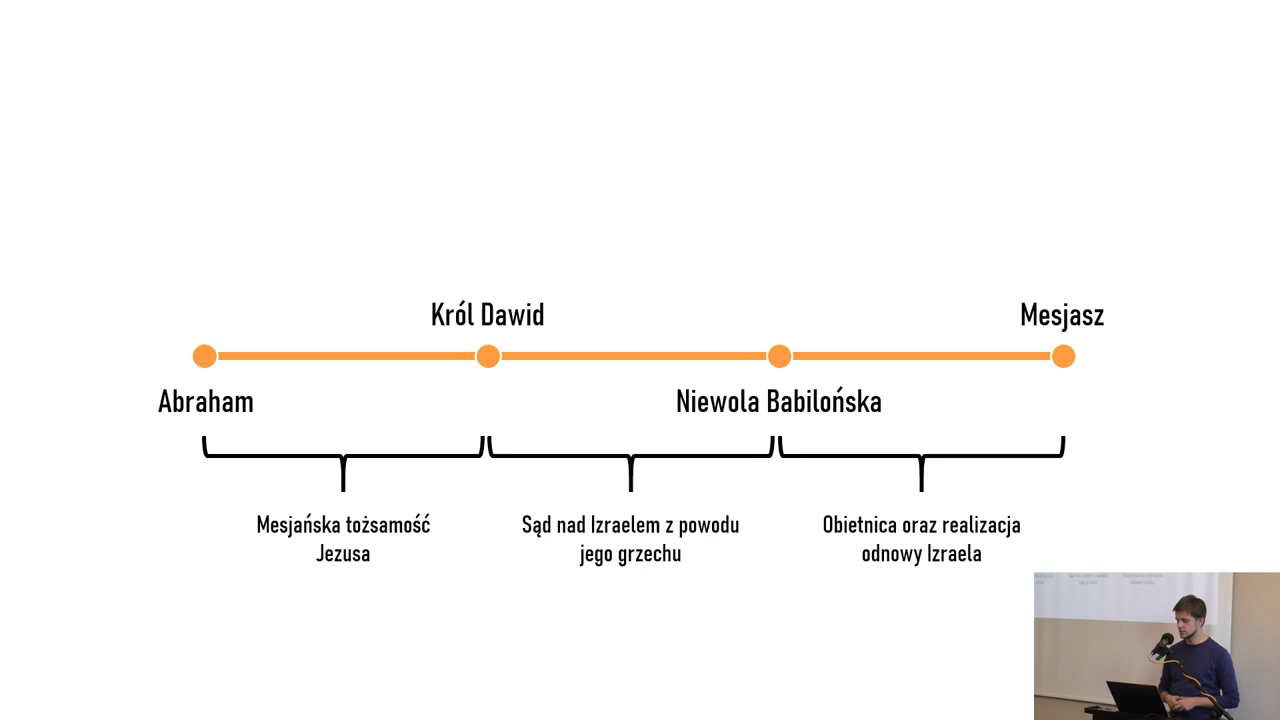 Król Dawid
Mesjasz
Abraham
Niewola Babilońska
Mesjańska tożsamość
Jezusa
Sąd nad Izraelem z powodu
jego grzechu
Obietnica oraz realizacja
odnowy Izraela